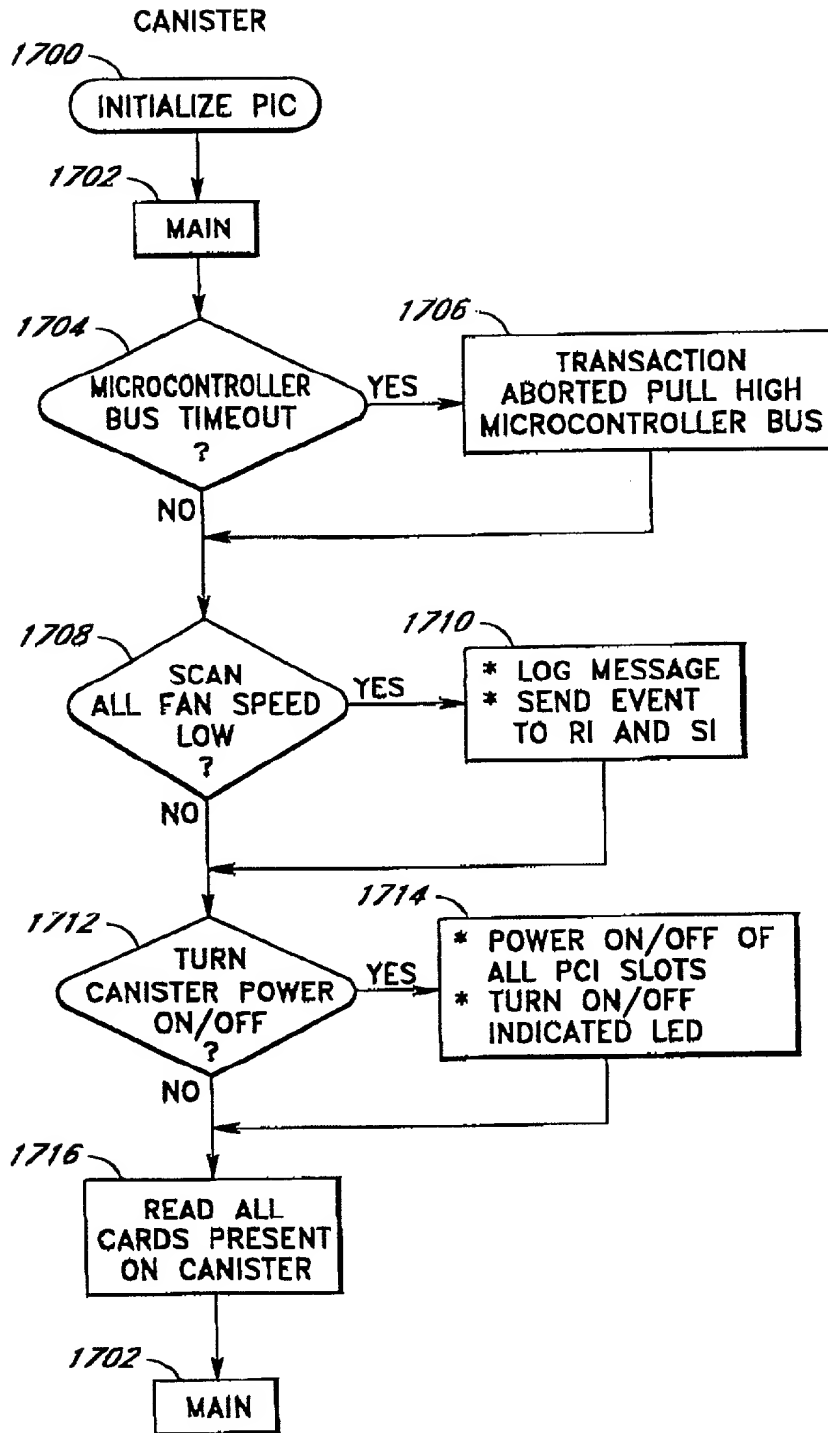 CANISTER
1700
INITIALIZE PIC
1702
MAIN
1704
MICROCONTROLLER
BUS TIMEOUT
?
YES
NO
1706
TRANSACTION
ABORTED PULL HIGH
MICROCONTROLLER BUS
1708
SCAN
ALL FAN SPEED
LOW
?
YES
NO
1710
* LOG MESSAGE
* SEND EVENT
TO RI AND SI
1712
TURN
CANISTER POWER
ON/OFF
?
YES
NO
1714
* POWER ON/OFF OF
ALL PCI SLOTS
* TURN ON/OFF
INDICATED LED
1716
READ ALL
CARDS PRESENT
ON CANISTER
1702
MAIN